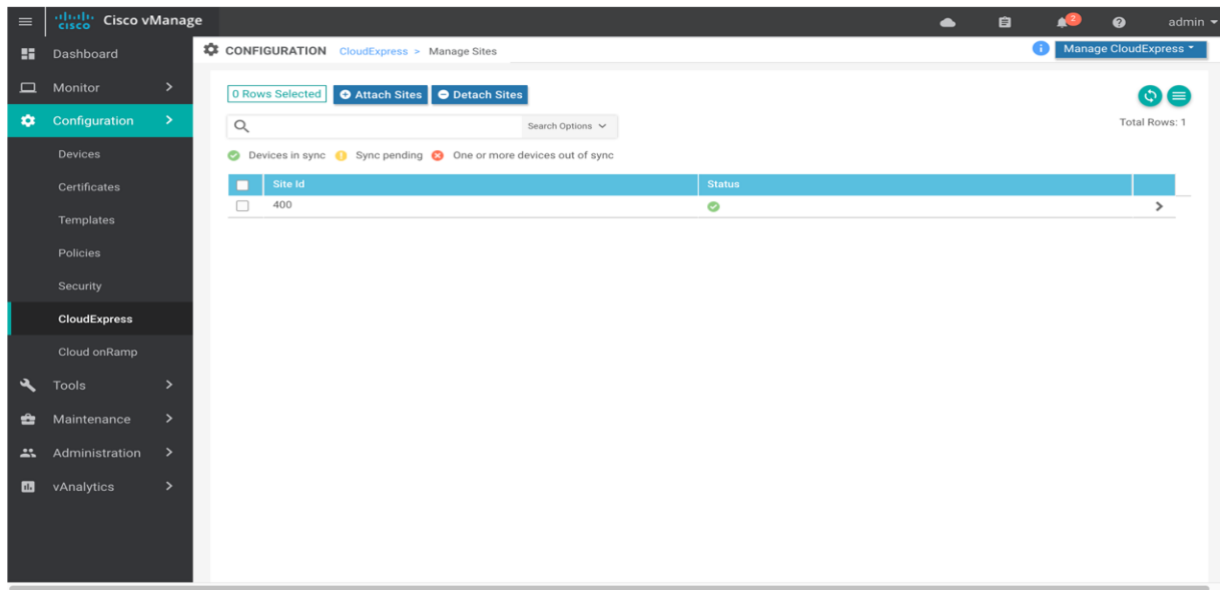 cisco Cisco vManage
2
admin
Dashboard
CONFIGURATION CloudExpress > Manage Sites
Manage CloudExpress
Monitor
0 Rows Selected Attach Sites Detach Sites
Configuration
Search Options
Total Rows: 1
Devices
Devices in sync Sync pending One or more devices out of sync
Certificates
Site Id Status
400
Templates
Policies
Security
CloudExpress
Cloud onRamp
Tools
Maintenance
Administration
vAnalytics